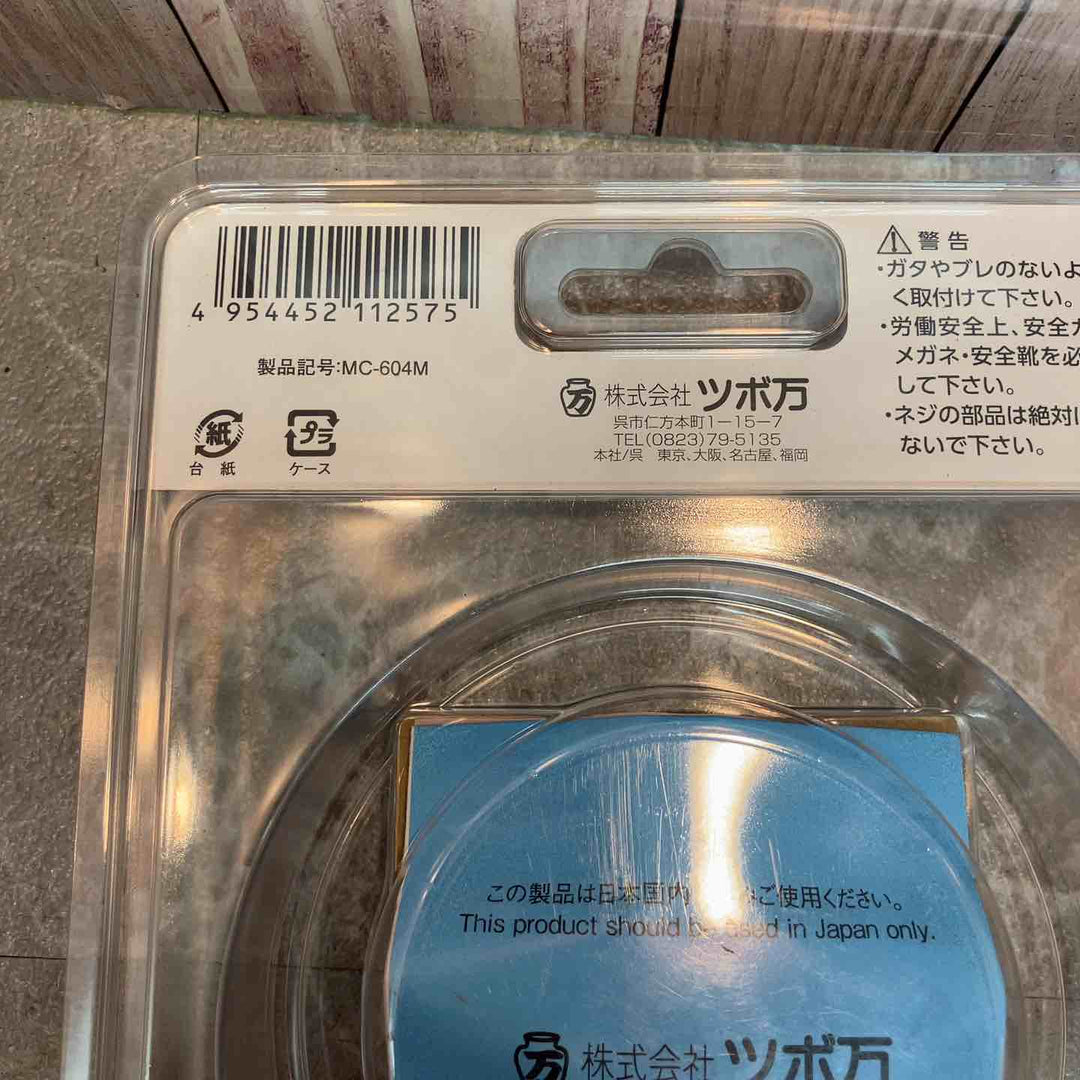 4 954452 112575
製品記号:MC-604M
紙
台紙
プラ
ケース
万 株式会社 ツボ万
呉市仁方本町1-15-7
TEL(0823)79-5135
本社/呉 東京、大阪、名古屋、福岡
警告
・ガタやブレのないよ
く取付けて下さい。
・労働安全上、安全カ
メガネ・安全靴を必
して下さい。
・ネジの部品は絶対に
ないで下さい。
この製品は日本国内 ご使用ください。
This product should be used in Japan only.
万 株式会社 ツボ万